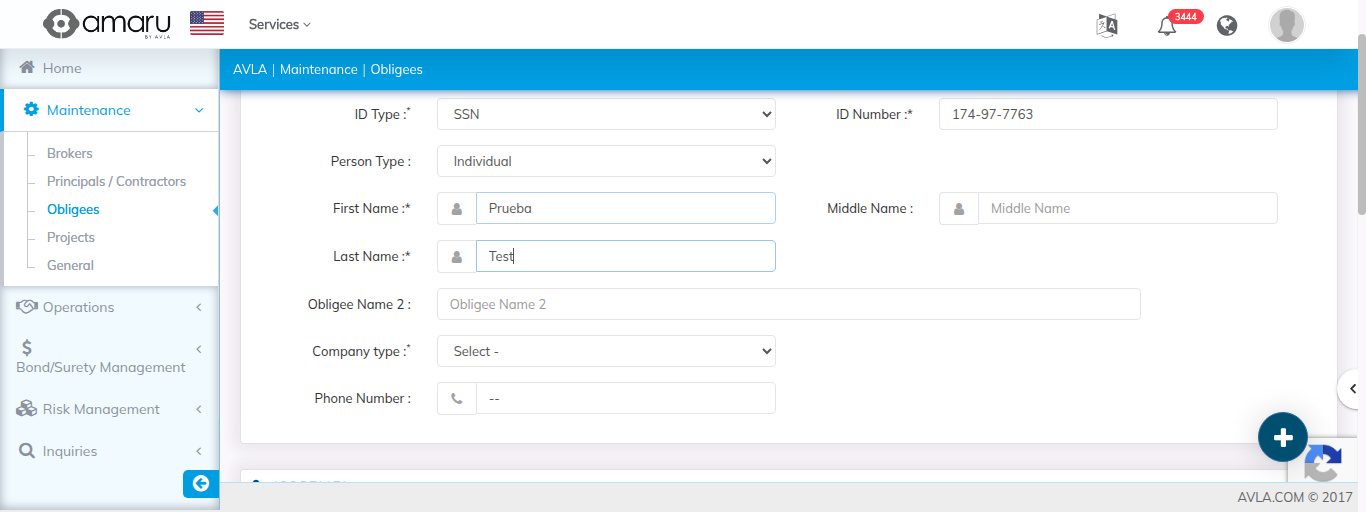 amaru
BY AVLA
Services
3444
Home
AVLA | Maintenance | Obligees
Maintenance
Brokers
Principals / Contractors
Obligees
Projects
General
Operations
Bond/Surety Management
Risk Management
Inquiries
ID Type :*
SSN
ID Number :*
174-97-7763
Person Type :
Individual
First Name :*
Prueba
Middle Name :
Middle Name
Last Name :*
Test
Obligee Name 2 :
Obligee Name 2
Company type :*
Select -
Phone Number :
--
AVLA.COM © 2017